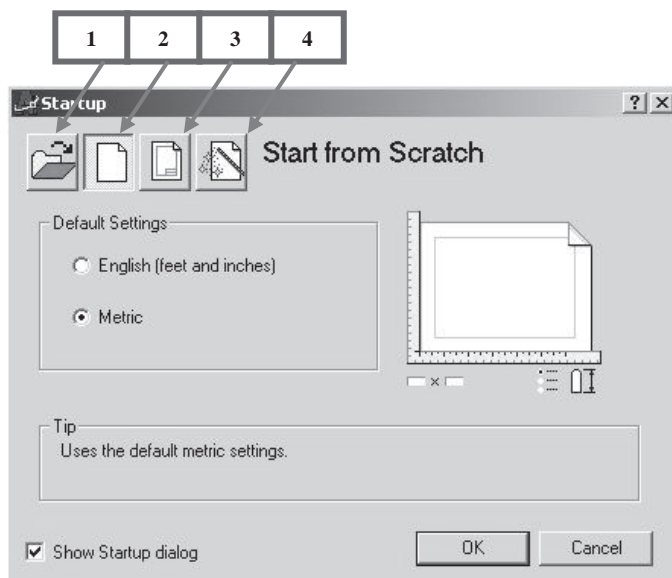 1 2 3 4
Startup
Start from Scratch
Default Settings
English (feet and inches)
Metric
Tip
Uses the default metric settings.
Show Startup dialog
OK Cancel